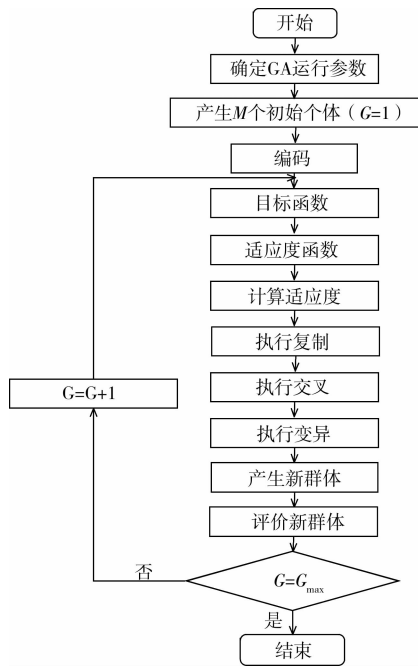 开始
确定GA运行参数
产生M个初始个体（G=1）
编码
目标函数
适应度函数
计算适应度
执行复制
执行交叉
G=G+1
执行变异
产生新群体
评价新群体
否
G=Gmax
是
结束